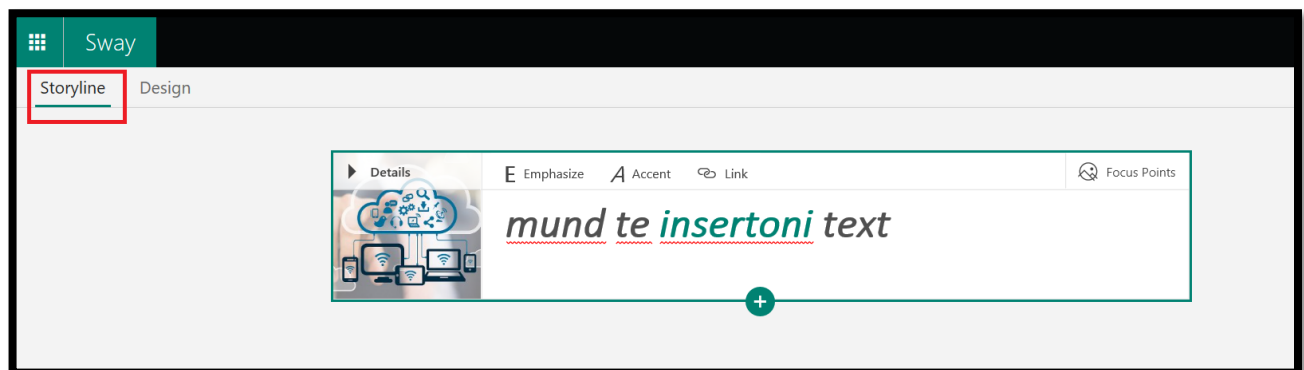 Sway
Storyline Design
Details E Emphasize A Accent Link Focus Points
mund te insertoni text